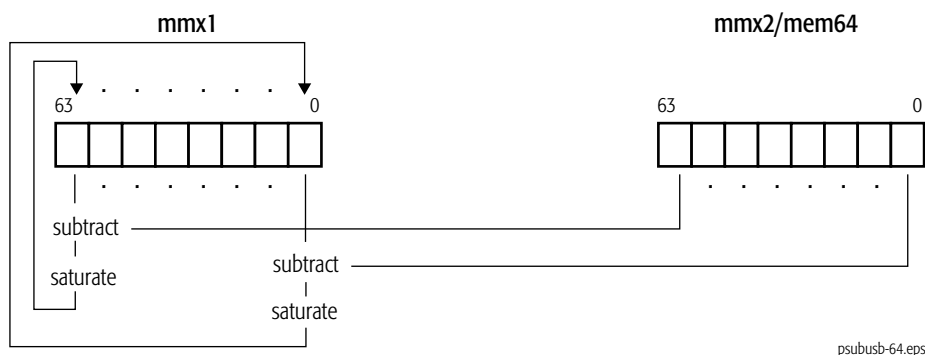 mmx1 mmx2/mem64
. . . . . .
63 0 63 0
. . . . . . . . . . . .
subtract
saturate subtract
saturate
psubusb-64.eps